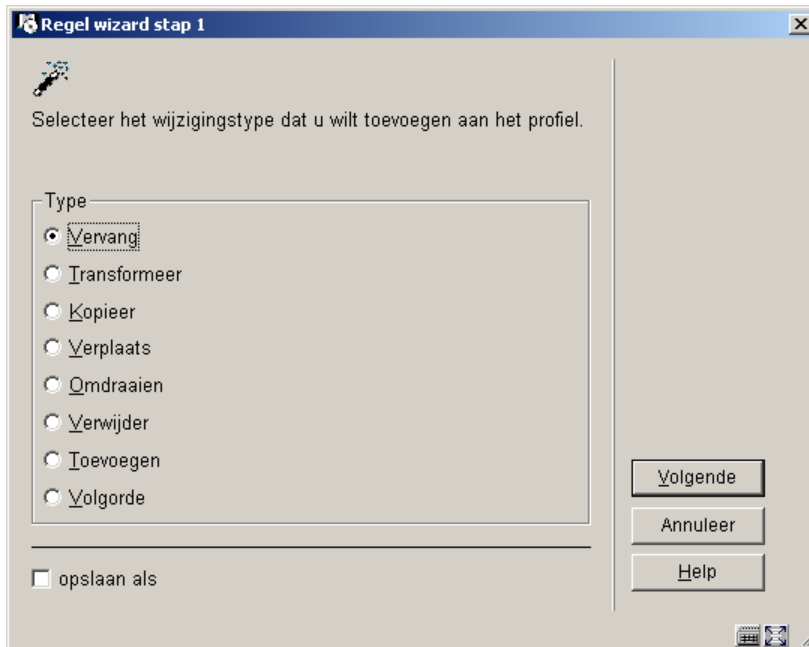 Regel wizard stap 1
Selecteer het wijzigingstype dat u wilt toevoegen aan het profiel.
Type
Vervang
Transformeer
Kopieer
Verplaats
Omdraaien
Verwijder
Toevoegen
Volgorde
Volgende
Annuleer
Help
opslaan als